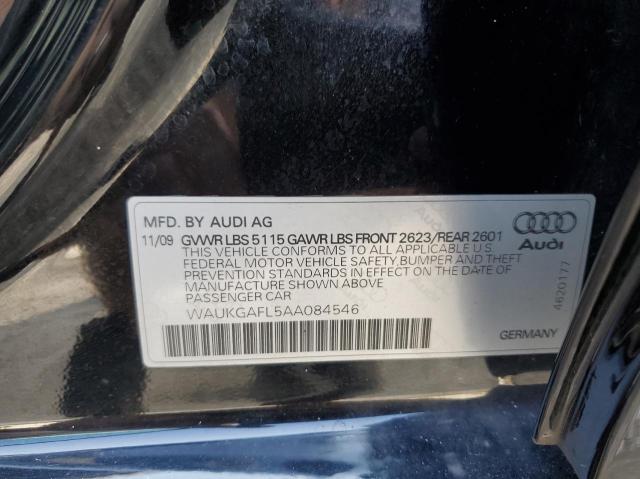 MFD. BY AUDI AG
11/09 GVWR LBS 5115 GAWR LBS FRONT 2623/REAR 2601
THIS VEHICLE CONFORMS TO ALL APPLICABLE U.S.
FEDERAL MOTOR VEHICLE SAFETY, BUMPER AND THEFT
PREVENTION STANDARDS IN EFFECT ON THE DATE OF
MANUFACTURE SHOWN ABOVE
PASSENGER CAR
WAUKGAFL5AA084546
Audi
4620177
GERMANY